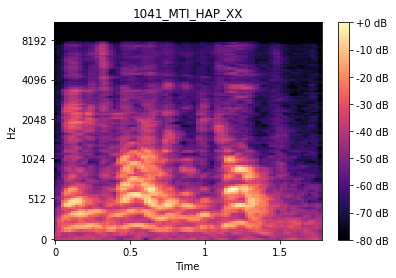 1041_MTI_HAP_XX
+0 dB
8192
-10 dB
4096
-20 dB
-30 dB
2048
Hz
-40 dB
1024
-50 dB
512
-60 dB
-70 dB
0
-80 dB
0
0.5
1
1.5
Time